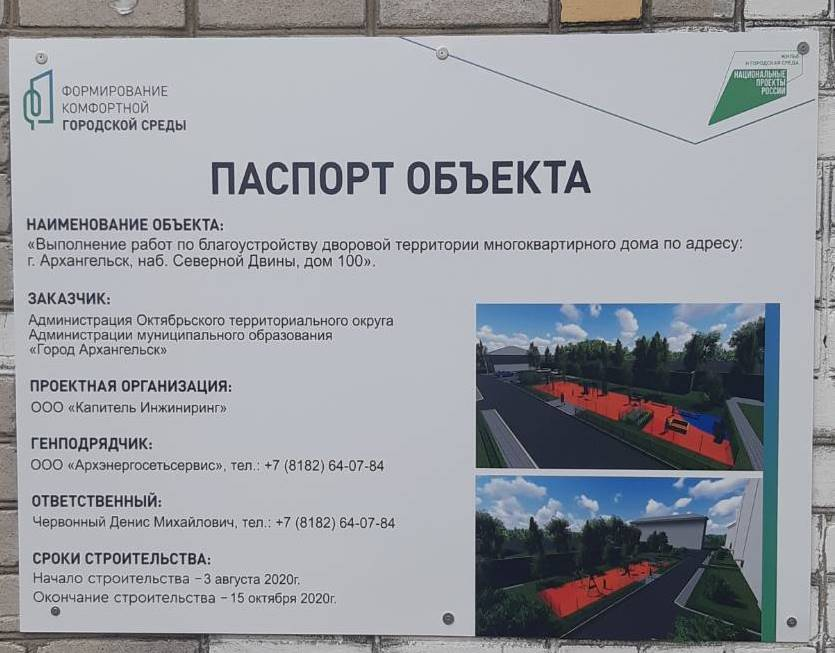 ФОРМИРОВАНИЕ
КОМФОРТНОЙ
ГОРОДСКОЙ СРЕДЫ
ЖИЛЬЕ
И ГОРОДСКАЯ СРЕДА
НАЦИОНАЛЬНЫЕ
ПРОЕКТЫ
РОССИИ
ПАСПОРТ ОБЪЕКТА
НАИМЕНОВАНИЕ ОБЪЕКТА:
«Выполнение работ по благоустройству дворовой территории многоквартирного дома по адресу:
г. Архангельск, наб. Северной Двины, дом 100».
ЗАКАЗЧИК:
Администрация Октябрьского территориального округа
Администрации муниципального образования
«Город Архангельск»
ПРОЕКТНАЯ ОРГАНИЗАЦИЯ:
ООО «Капитель Инжиниринг»
ГЕНПОДРЯДЧИК:
ООО «Архэнергосетьсервис», тел.: +7 (8182) 64-07-84
ОТВЕТСТВЕННЫЙ:
Червонный Денис Михайлович, тел.: +7 (8182) 64-07-84
СРОКИ СТРОИТЕЛЬСТВА:
Начало строительства – 3 августа 2020г.
Окончание строительства – 15 октября 2020г.